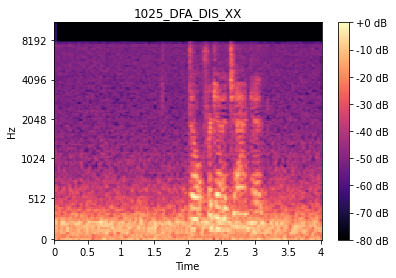 1025_DFA_DIS_XX
Hz
8192
4096
2048
1024
512
0
0 0.5 1 1.5 2 2.5 3 3.5 4
Time
+0 dB
-10 dB
-20 dB
-30 dB
-40 dB
-50 dB
-60 dB
-70 dB
-80 dB